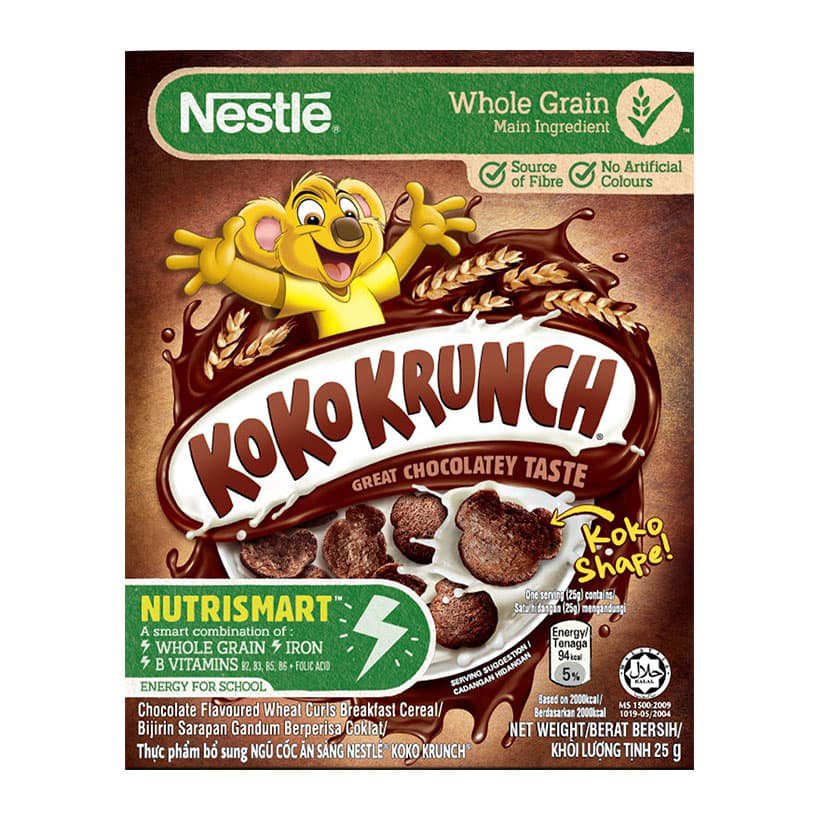 Nestlé®
Whole Grain
Main Ingredient
™
Source
of Fibre
No Artificial
Colours
KOKO KRUNCH®
GREAT CHOCOLATEY TASTE
Koko
Shape!
One serving (25g) contains/
Satu hidangan (25g) mengandungi
Energy/
Tenaga
94kcal
5%
Based on 2000kcal/
Berdasarkan 2000kcal
حلال
HALAL
MS 1500:2009
1019-05/2004
SERVING SUGGESTION/
CADANGAN HIDANGAN
NUTRISMART™
A smart combination of :
WHOLE GRAIN IRON
B VITAMINS B2, B3, B5, B6 • FOLIC ACID
ENERGY FOR SCHOOL
Chocolate Flavoured Wheat Curls Breakfast Cereal/
Bijirin Sarapan Gandum Berperisa Coklat/
Thực phẩm bổ sung NGŨ CỐC ĂN SÁNG NESTLÉ® KOKO KRUNCH®
NET WEIGHT/BERAT BERSIH/
KHỐI LƯỢNG TỊNH 25 g